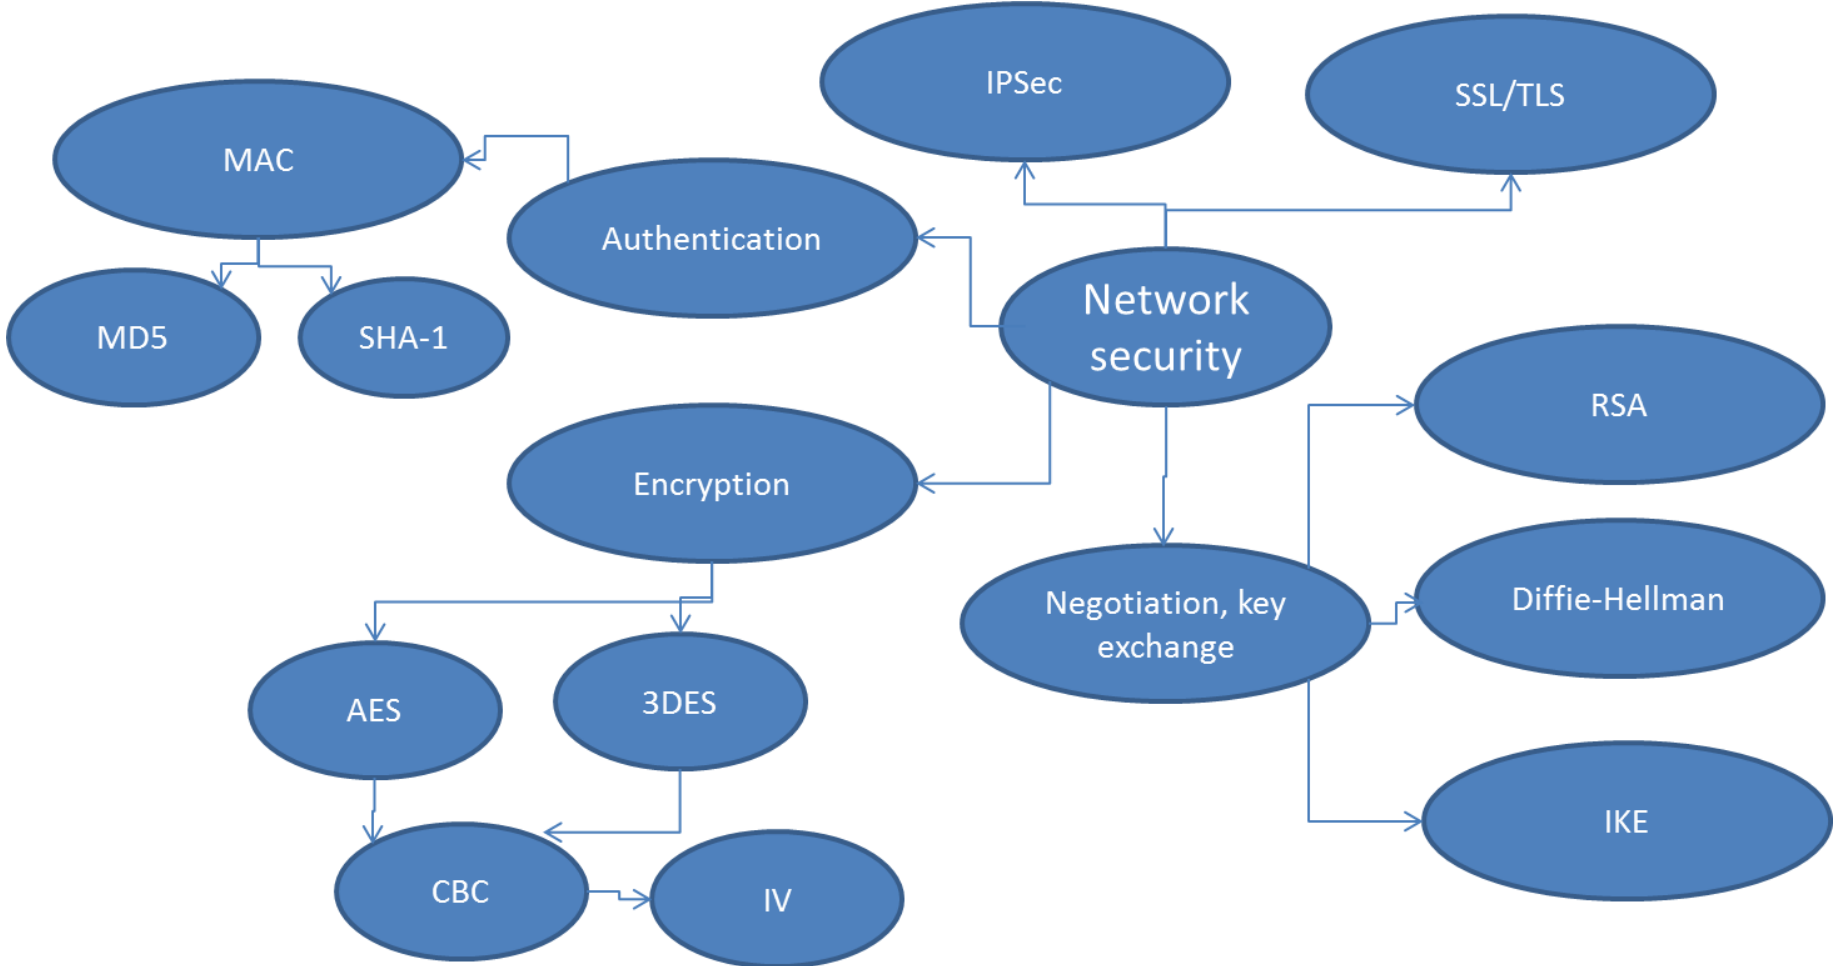 IPSec
SSL/TLS
MAC
Authentication
Network
security
MD5
SHA-1
RSA
Encryption
Negotiation, key
exchange
Diffie-Hellman
AES
3DES
IKE
CBC
IV